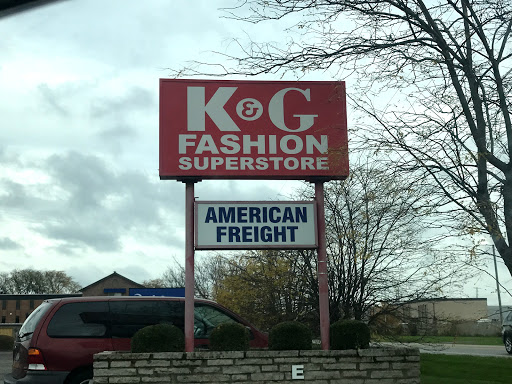 K&G
FASHION
SUPERSTORE
AMERICAN
FREIGHT
E